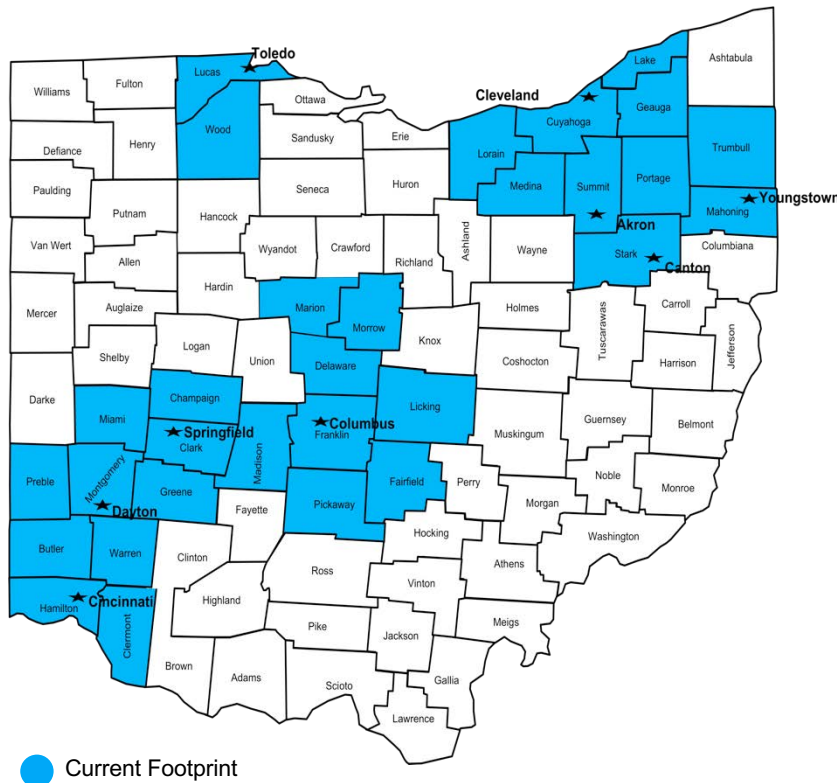 Toledo
Lucas
Lake
Ashtabula
Williams
Fulton
Ottawa
Cleveland
Cuyahoga
Geauga
Wood
Henry
Sandusky
Erie
Defiance
Lorain
Trumbull
Paulding
Seneca
Huron
Medina
Summit
Portage
Youngstown
Mahoning
Putnam
Hancock
Akron
Van Wert
Wyandot
Crawford
Richland
Ashland
Wayne
Stark
Canton
Columbiana
Allen
Hardin
Mercer
Auglaize
Marion
Morrow
Holmes
Tuscarawas
Carroll
Shelby
Logan
Union
Knox
Coshocton
Harrison
Jefferson
Delaware
Darke
Champaign
Licking
Miami
Springfield
Clark
Madison
Columbus
Franklin
Muskingum
Guernsey
Belmont
Preble
Montgomery
Greene
Fairfield
Perry
Noble
Monroe
Dayton
Fayette
Pickaway
Morgan
Butler
Warren
Clinton
Hocking
Washington
Ross
Athens
Cincinnati
Hamilton
Highland
Vinton
Clermont
Pike
Jackson
Meigs
Brown
Adams
Scioto
Gallia
Lawrence
Current Footprint